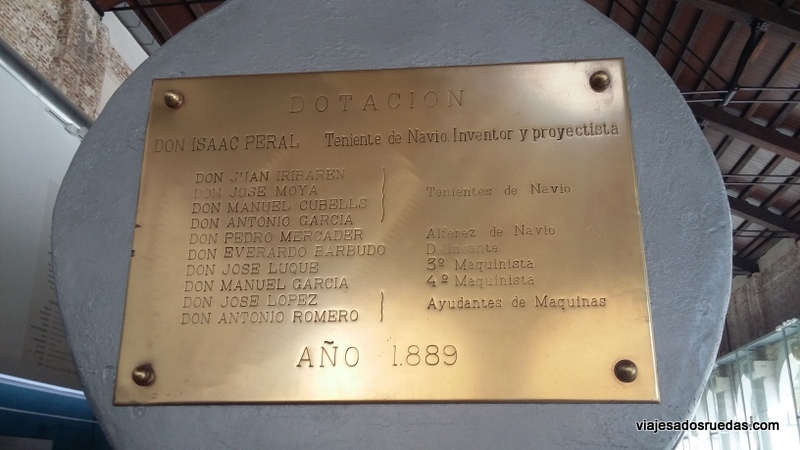 DOTACION
DON ISAAC PERAL Teniente de Navio. Inventor y proyectista
DON JUAN IRIBAREN
DON JOSE MOYA Tenientes de Navio
DON MANUEL CUBELLS
DON ANTONIO GARCIA
DON PEDRO MERCADER Alferez de Navio
DON EVERARDO BARBUDO
DON JOSE LUQUE 3º Maquinista
DON MANUEL GARCIA 4º Maquinista
DON JOSE LOPEZ Ayudantes de Maquinas
DON ANTONIO ROMERO
AÑO 1.889
viajesadosruedas.com